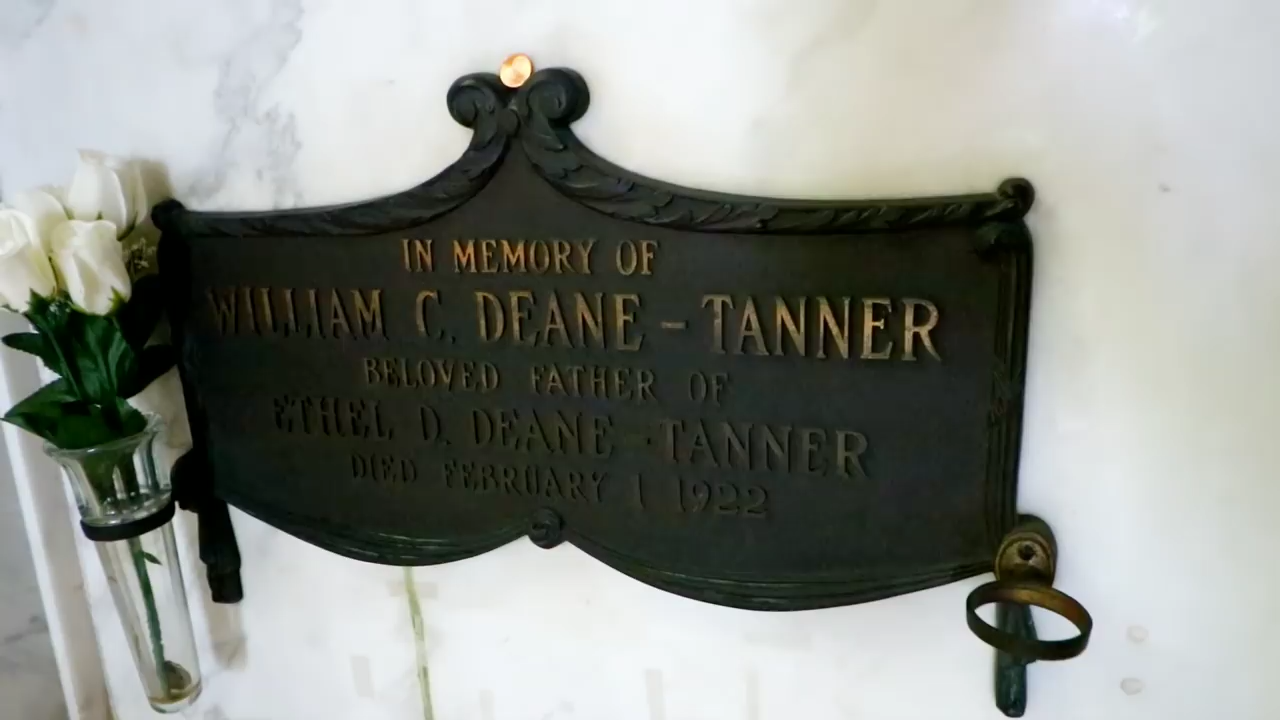 IN MEMORY OF
WILLIAM C. DEANE-TANNER
BELOVED FATHER OF
ETHEL D. DEANE-TANNER
DIED FEBRUARY 1 1922